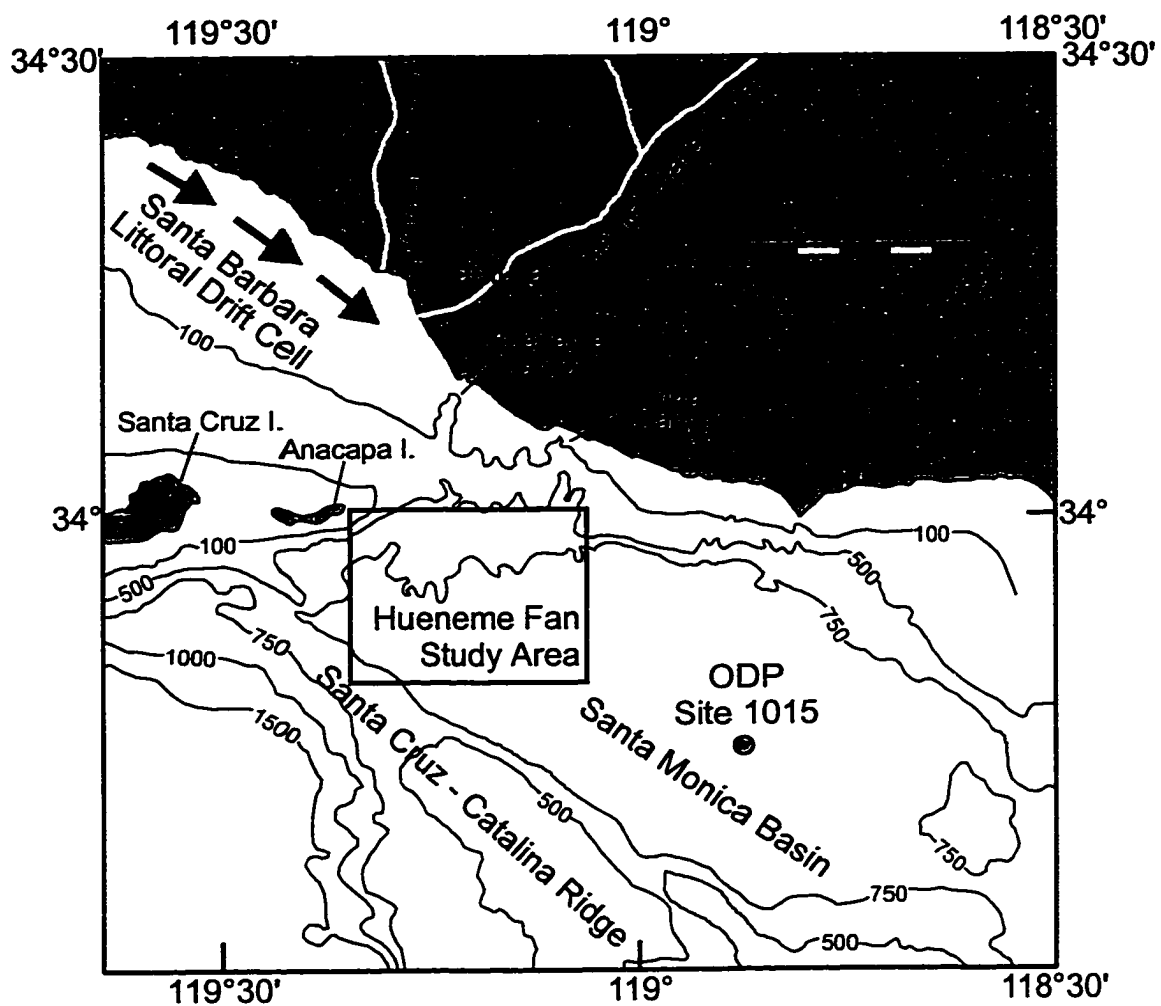 119°30'
119°
118°30'
34°30'
34°30'
Santa Barbara
Littoral Drift Cell
100
Santa Cruz I.
Anacapa I.
34°
34°
100
100
500
500
Hueneme Fan
Study Area
750
750
1000
ODP
Site 1015
1500
Santa Cruz - Catalina Ridge
Santa Monica Basin
500
750
750
500
119°30'
119°
118°30'